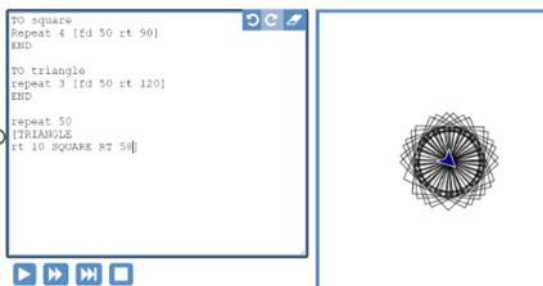 TO square
Repeat 4 [fd 50 rt 90]
END
TO triangle
repeat 3 [fd 50 rt 120]
END
repeat 50
[TRIANGLE
rt 10 SQUARE RT 58]